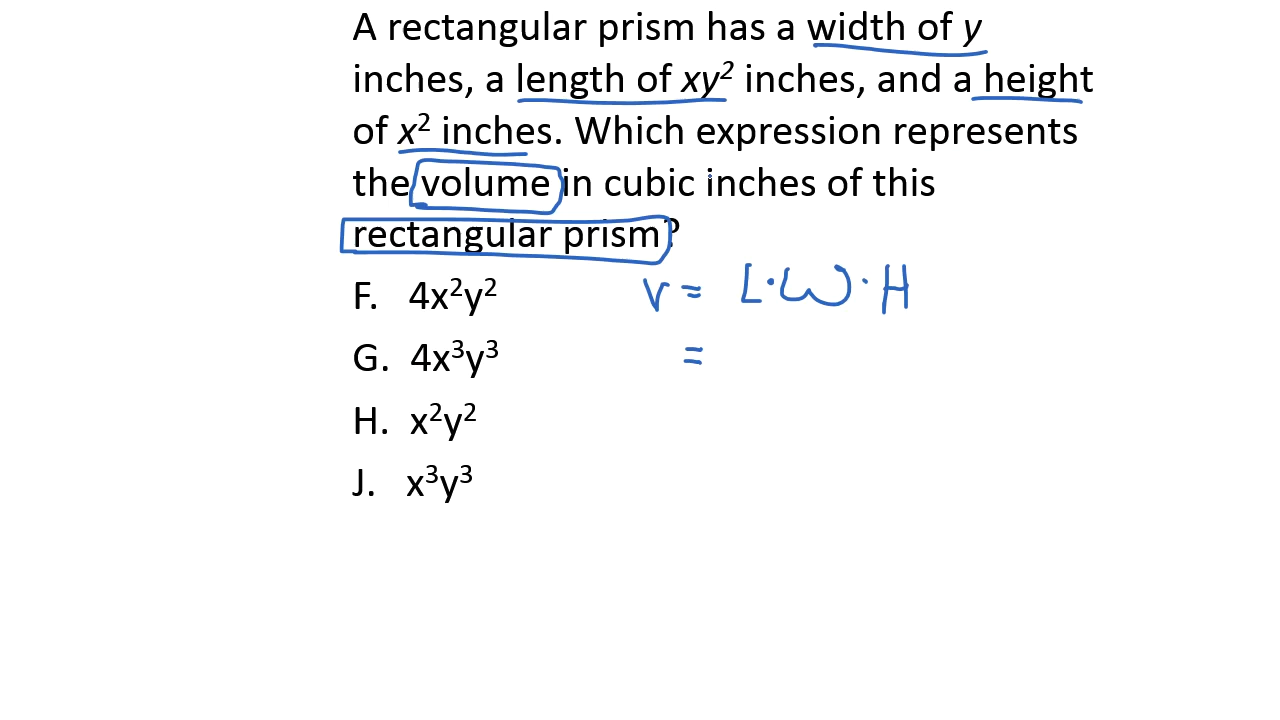 A rectangular prism has a width of y
inches, a length of xy² inches, and a height
of x² inches. Which expression represents
the volume in cubic inches of this
rectangular prism?
F. 4x²y²
V = L·W·H
G. 4x³y³
=
H. x²y²
J. x³y³